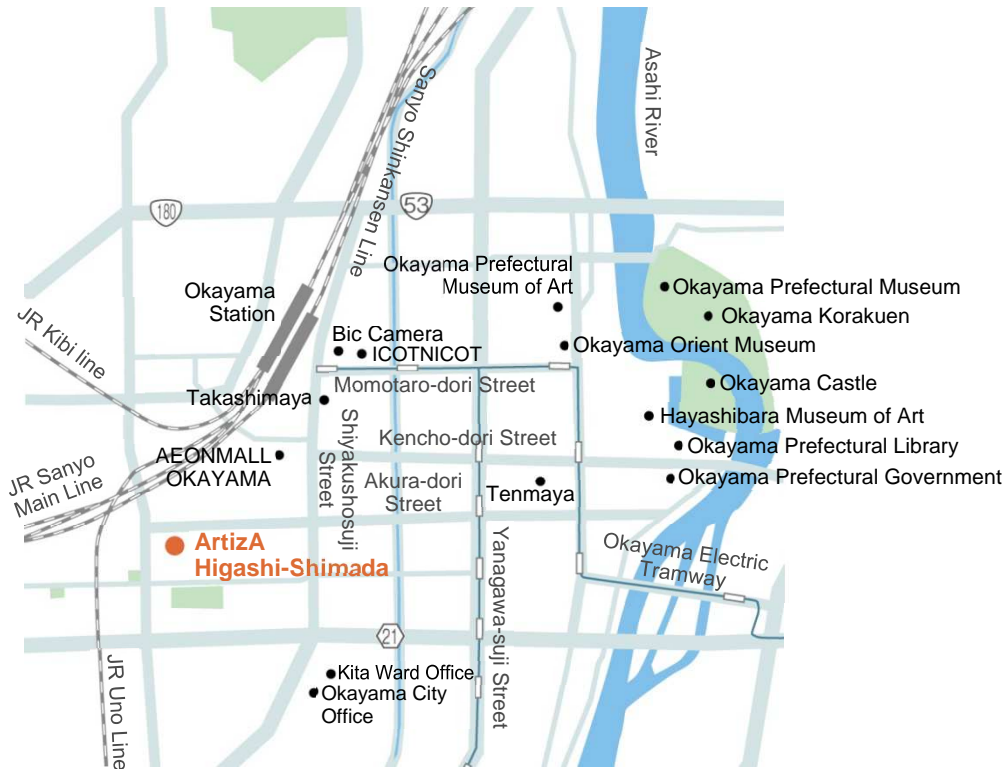 Sanyo Shinkansen Line
Asahi River
180
53
Okayama Prefectural
Museum of Art
Okayama
Station
Okayama Prefectural Museum
Okayama Korakuen
JR Kibi line
Bic Camera
ICOTNICOT
Okayama Orient Museum
Momotaro-dori Street
Okayama Castle
Takashimaya
Hayashibara Museum of Art
Shiyakushosuji
Street
Kencho-dori Street
Okayama Prefectural Library
AEONMALL
OKAYAMA
JR Sanyo
Main Line
Akura-dori
Street
Tenmaya
Okayama Prefectural Government
ArtizA
Higashi-Shimada
Yanagawa-suji Street
Okayama Electric
Tramway
21
JR Uno Line
Kita Ward Office
Okayama City
Office